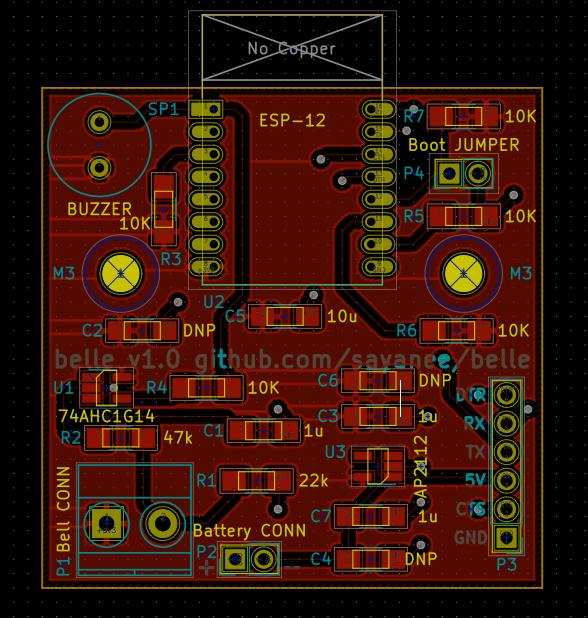 No Copper
SP1
ESP-12
R7 10K
Boot JUMPER
P4
BUZZER
10K
R5 10K
R3
M3 M3
U2
C5 10u
C2 DNP
R6 10K
belle v1.0 github.com/savanee/belle
U1 R4 10K
C6 DNP
DTR
74AHC1G14
C3 1u
RX
R2 47k
C1 1u
U3 AP2112
TX
R1 22k
5V
Bell CONN
C7 1u
CTS
Battery CONN
GND
P1
P2 + -
C4 DNP
P3